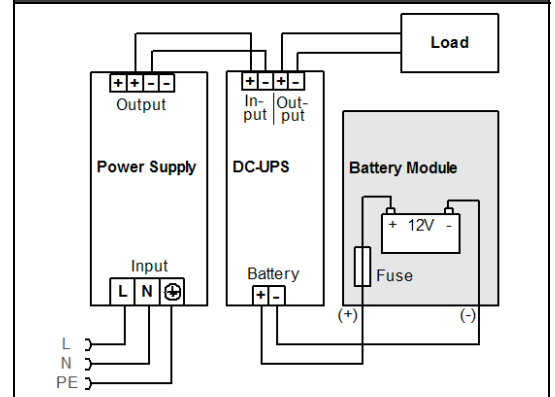 Load
+ + - -
Output
+ - + -
In-put
Out-put
Power Supply
DC-UPS
Battery Module
+ 12V -
Fuse
Input
L N
Battery
+ -
(+)
(-)
L
N
PE